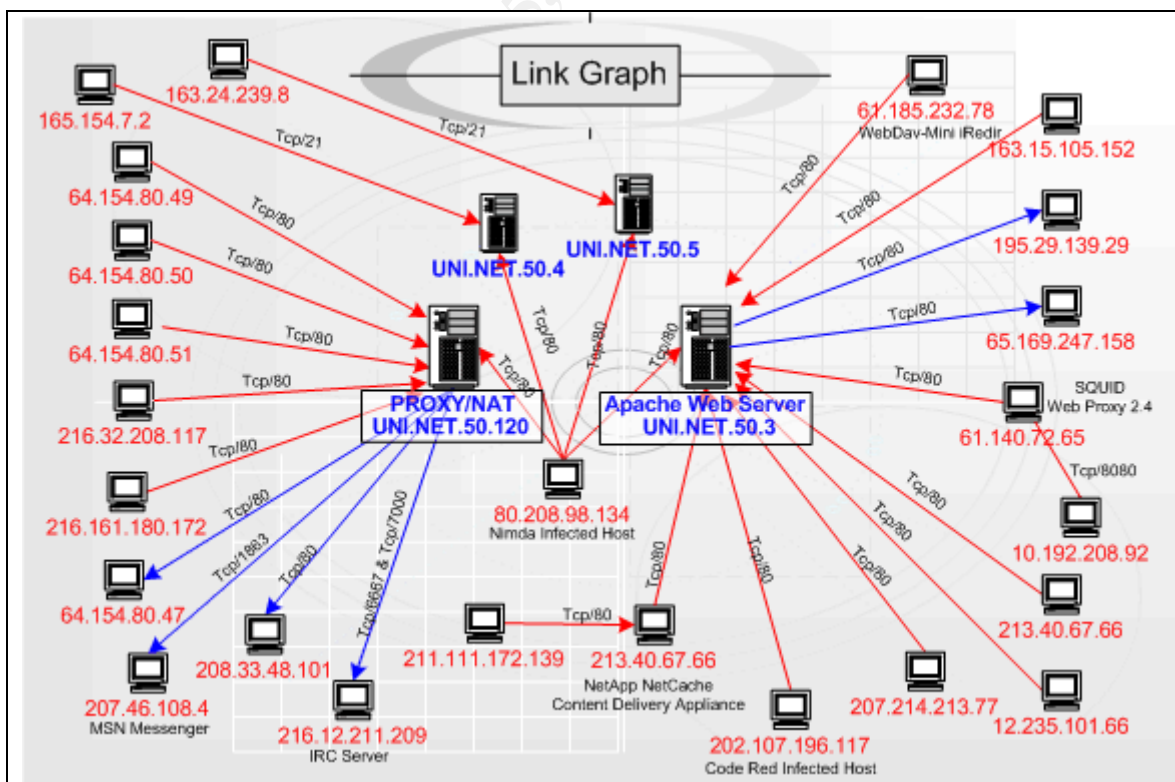 Link Graph
163.24.239.8
165.154.7.2
61.185.232.78
WebDav-Mini iRedir
163.15.105.152
Tcp/21
Tcp/21
Tcp/80
64.154.80.49
Tcp/80
Tcp/80
195.29.139.29
UNI.NET.50.4
UNI.NET.50.5
64.154.80.50
Tcp/80
Tcp/80
64.154.80.51
Tcp/80
Tcp/80
Tcp/80
Tcp/80
Tcp/80
Tcp/80
65.169.247.158
216.32.208.117
Tcp/80
Tcp/80
PROXY/NAT
UNI.NET.50.120
Apache Web Server
UNI.NET.50.3
SQUID
Web Proxy 2.4
61.140.72.65
Tcp/80
216.161.180.172
80.208.98.134
Nimda Infected Host
Tcp/8080
10.192.208.92
Tcp/80
Tcp/1863
Tcp/80
Tcp/6667 & Tcp/7000
Tcp/80
Tcp/80
Tcp/80
Tcp/80
Tcp/80
64.154.80.47
208.33.48.101
211.111.172.139
Tcp/80
213.40.67.66
NetApp NetCache
Content Delivery Appliance
213.40.67.66
207.46.108.4
MSN Messenger
216.12.211.209
IRC Server
202.107.196.117
Code Red Infected Host
207.214.213.77
12.235.101.66